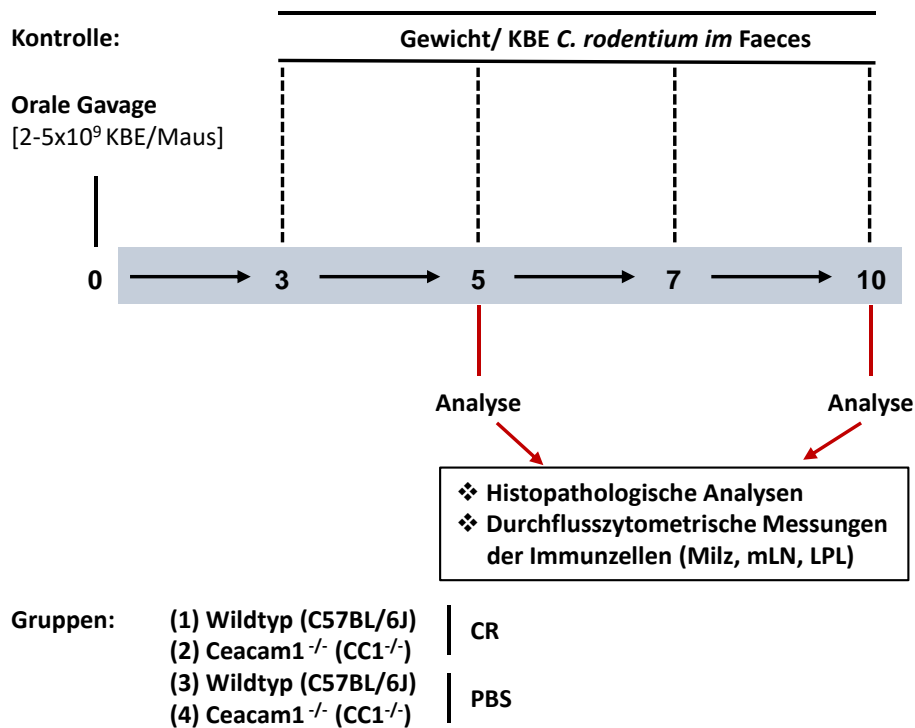 Kontrolle: Gewicht/ KBE C. rodentium im Faeces
Orale Gavage
[2-5x10⁹ KBE/Maus]
0 3 5 7 10
Analyse Analyse
❖ Histopathologische Analysen
❖ Durchflusszytometrische Messungen
der Immunzellen (Milz, mLN, LPL)
Gruppen: (1) Wildtyp (C57BL/6J)
(2) Ceacam1 -/- (CC1-/-)
CR
(3) Wildtyp (C57BL/6J)
(4) Ceacam1 -/- (CC1-/-)
PBS